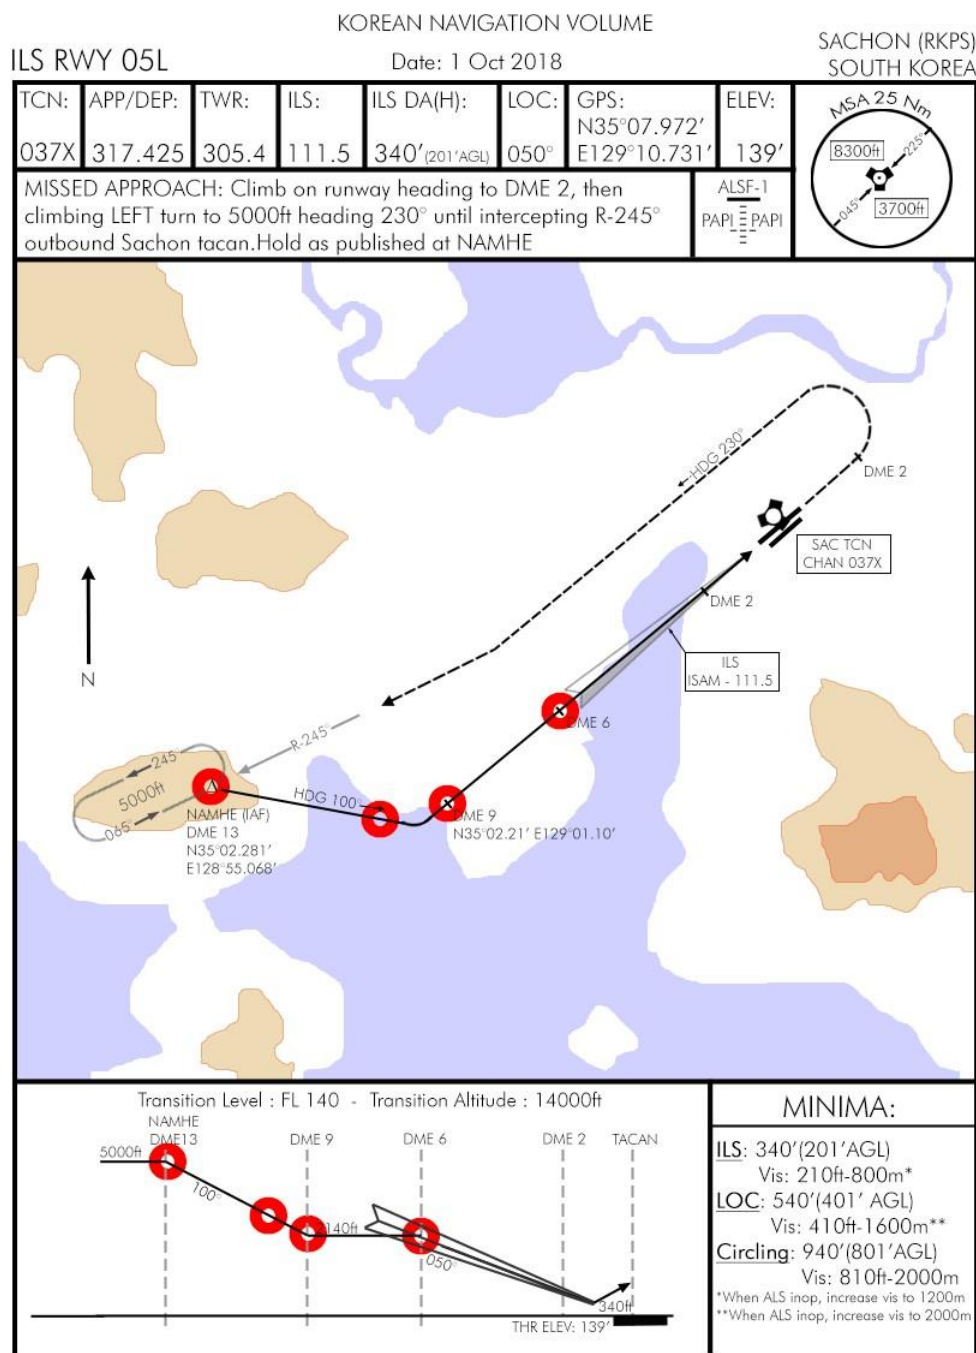 KOREAN NAVIGATION VOLUME
ILS RWY 05L
Date: 1 Oct 2018
SACHON (RKPS)
SOUTH KOREA
TCN:
037X
APP/DEP:
317.425
TWR:
305.4
ILS:
111.5
ILS DA(H):
340'(201'AGL)
LOC:
050°
GPS:
N35°07.972'
E129°10.731'
ELEV:
139'
MISSED APPROACH: Climb on runway heading to DME 2, then
climbing LEFT turn to 5000ft heading 230° until intercepting R-245°
outbound Sachon tacan.Hold as published at NAMHE
ALSF-1
PAPI PAPI
MSA 25 Nm
8300ft
225°
045°
3700ft
HDG 230°
DME 2
SAC TCN
CHAN 037X
DME 2
N
ILS
ISAM - 111.5
DME 6
R-245°
245°
5000ft
065°
HDG 100°
NAMHE (IAF)
DME 13
N35°02.281'
E128°55.068'
DME 9
N35°02.21' E129°01.10'
Transition Level : FL 140 - Transition Altitude : 14000ft
NAMHE
DME13
DME 9
DME 6
DME 2
TACAN
5000ft
100°
2140ft
050°
340ft
THR ELEV: 139'
MINIMA:
ILS: 340'(201'AGL)
Vis: 210ft-800m*
LOC: 540'(401' AGL)
Vis: 410ft-1600m**
Circling: 940'(801'AGL)
Vis: 810ft-2000m
*When ALS inop, increase vis to 1200m
**When ALS inop, increase vis to 2000m